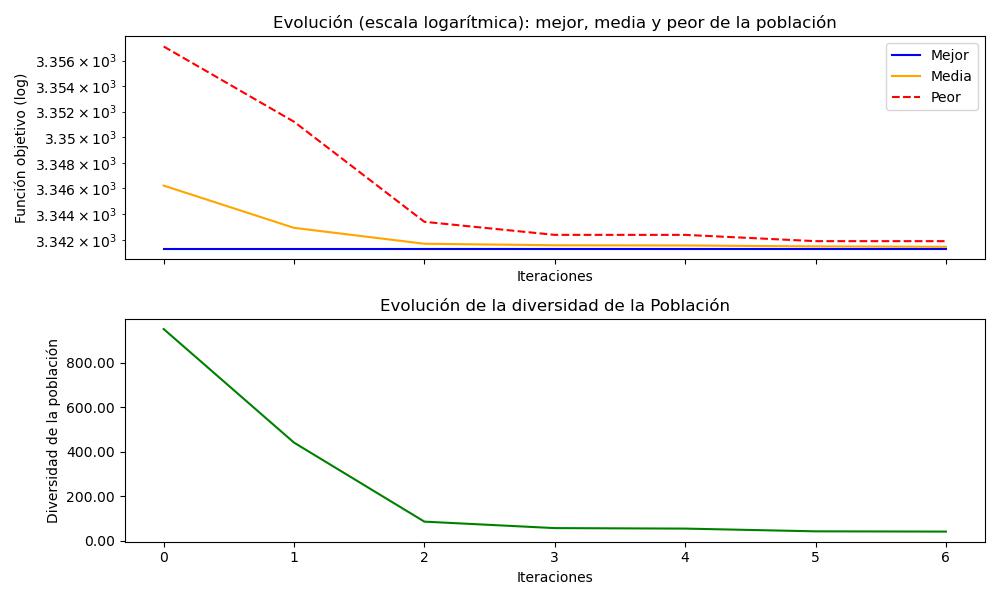 Evolución (escala logarítmica): mejor, media y peor de la población
Función objetivo (log)
3.356 × 10³
3.354 × 10³
3.352 × 10³
3.35 × 10³
3.348 × 10³
3.346 × 10³
3.344 × 10³
3.342 × 10³
Mejor
Media
Peor
Iteraciones
Evolución de la diversidad de la Población
Diversidad de la población
800.00
600.00
400.00
200.00
0.00
0 1 2 3 4 5 6
Iteraciones